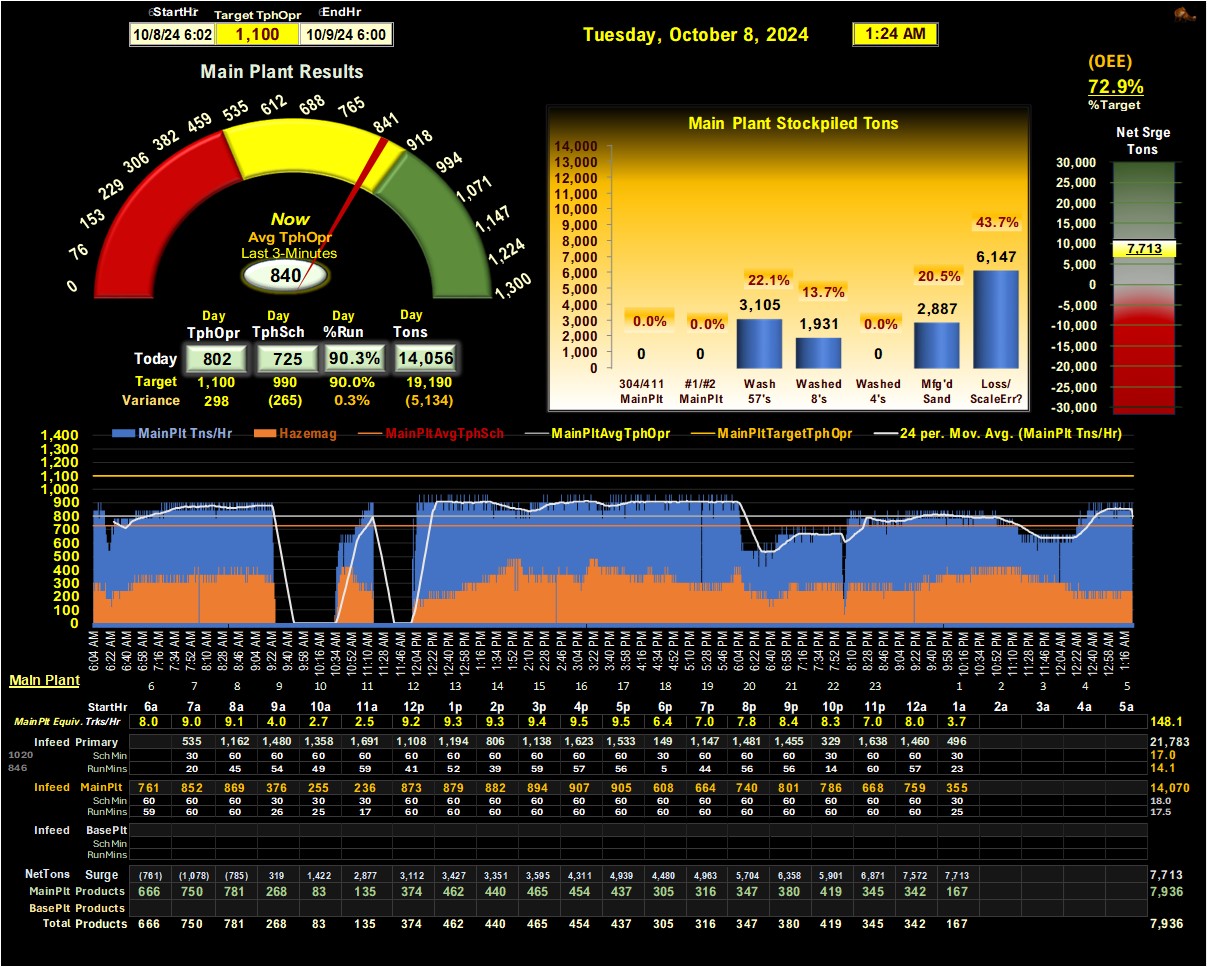 StartHr Target TphOpr EndHr
10/8/24 6:02 1,100 10/9/24 6:00
Tuesday, October 8, 2024 1:24 AM
(OEE)
72.9%
%Target
Main Plant Results
0 76 153 229 306 382 459 535 612 688 765 841 918 994 1,071 1,147 1,224 1,300
Now
Avg TphOpr
Last 3-Minutes
840
Day Day Day Day
TphOpr TphSch %Run Tons
Today 802 725 90.3% 14,056
Target 1,100 990 90.0% 19,190
Variance 298 (265) 0.3% (5,134)
Main Plant Stockpiled Tons
14,000
13,000
12,000
11,000
10,000
9,000
8,000
7,000
6,000
5,000
4,000
3,000
2,000
1,000
0
0.0% 0.0% 22.1% 13.7% 0.0% 20.5% 43.7%
0 0 3,105 1,931 0 2,887 6,147
304/411 #1/#2 Wash Washed Washed Mfg'd Loss/
MainPlt MainPlt 57's 8's 4's Sand ScaleErr?
Net Srge
Tons
30,000
25,000
20,000
15,000
10,000
7,713
5,000
0
-5,000
-10,000
-15,000
-20,000
-25,000
-30,000
MainPlt Tns/Hr Hazemag MainPltAvgTphSch MainPltAvgTphOpr MainPltTargetTphOpr 24 per. Mov. Avg. (MainPlt Tns/Hr)
1,400
1,300
1,200
1,100
1,000
900
800
700
600
500
400
300
200
100
0
6:04 AM 6:22 AM 6:40 AM 6:58 AM 7:16 AM 7:34 AM 7:52 AM 8:10 AM 8:28 AM 8:46 AM 9:04 AM 9:22 AM 9:40 AM 9:58 AM 10:16 AM 10:34 AM 10:52 AM 11:10 AM 11:28 AM 11:46 AM 12:04 PM 12:22 PM 12:40 PM 12:58 PM 1:16 PM 1:34 PM 1:52 PM 2:10 PM 2:28 PM 2:46 PM 3:04 PM 3:22 PM 3:40 PM 3:58 PM 4:16 PM 4:34 PM 4:52 PM 5:10 PM 5:28 PM 5:46 PM 6:04 PM 6:22 PM 6:40 PM 6:58 PM 7:16 PM 7:34 PM 7:52 PM 8:10 PM 8:28 PM 8:46 PM 9:04 PM 9:22 PM 9:40 PM 9:58 PM 10:16 PM 10:34 PM 10:52 PM 11:10 PM 11:28 PM 11:46 PM 12:04 AM 12:22 AM 12:40 AM 12:58 AM 1:16 AM
Main Plant
6 7 8 9 10 11 12 13 14 15 16 17 18 19 20 21 22 23 1 2 3 4 5
StartHr 6a 7a 8a 9a 10a 11a 12p 1p 2p 3p 4p 5p 6p 7p 8p 9p 10p 11p 12a 1a 2a 3a 4a 5a
MainPlt Equiv. Trks/Hr 8.0 9.0 9.1 4.0 2.7 2.5 9.2 9.3 9.3 9.4 9.5 9.5 6.4 7.0 7.8 8.4 8.3 7.0 8.0 3.7 148.1
Infeed Primary 535 1,162 1,480 1,358 1,691 1,108 1,194 806 1,138 1,623 1,533 149 1,147 1,481 1,455 329 1,638 1,460 496 21,783
1020 Sch Min 30 60 60 60 60 60 60 60 60 60 60 30 60 60 60 30 60 60 30 17.0
846 RunMins 20 45 54 49 59 41 52 39 59 57 56 5 44 56 56 14 60 57 23 14.1
Infeed MainPlt 761 852 869 376 255 236 873 879 882 894 907 905 608 664 740 801 786 668 759 355 14,070
Sch Min 60 60 60 30 30 30 60 60 60 60 60 60 60 60 60 60 60 60 60 30 18.0
RunMins 59 60 60 26 25 17 60 60 60 60 60 60 60 60 60 60 60 60 60 25 17.5
Infeed BasePlt
Sch Min
RunMins
NetTons Surge (761) (1,078) (785) 319 1,422 2,877 3,112 3,427 3,351 3,595 4,311 4,939 4,480 4,963 5,704 6,358 5,901 6,871 7,572 7,713 7,713
MainPlt Products 666 750 781 268 83 135 374 462 440 465 454 437 305 316 347 380 419 345 342 167 7,936
BasePlt Products
Total Products 666 750 781 268 83 135 374 462 440 465 454 437 305 316 347 380 419 345 342 167 7,936